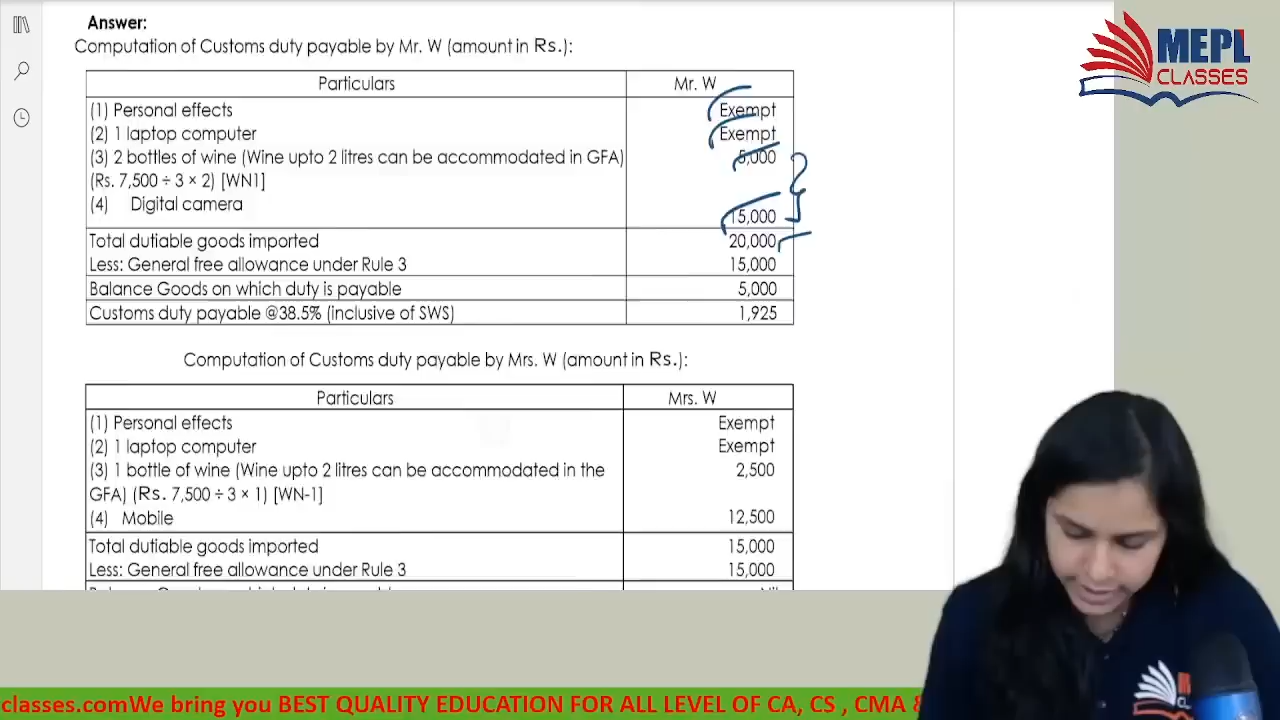 Answer:
Computation of Customs duty payable by Mr. W (amount in Rs.):
Particulars Mr. W
(1) Personal effects Exempt
(2) 1 laptop computer Exempt
(3) 2 bottles of wine (Wine upto 2 litres can be accommodated in GFA) 5,000
(Rs. 7,500 ÷ 3 × 2) [WN1]
(4) Digital camera 15,000
Total dutiable goods imported 20,000
Less: General free allowance under Rule 3 15,000
Balance Goods on which duty is payable 5,000
Customs duty payable @38.5% (inclusive of SWS) 1,925
Computation of Customs duty payable by Mrs. W (amount in Rs.):
Particulars Mrs. W
(1) Personal effects Exempt
(2) 1 laptop computer Exempt
(3) 1 bottle of wine (Wine upto 2 litres can be accommodated in the 2,500
GFA) (Rs. 7,500 ÷ 3 × 1) [WN-1]
(4) Mobile 12,500
Total dutiable goods imported 15,000
Less: General free allowance under Rule 3 15,000
MEPL
CLASSES
classes.comWe bring you BEST QUALITY EDUCATION FOR ALL LEVEL OF CA, CS , CMA &